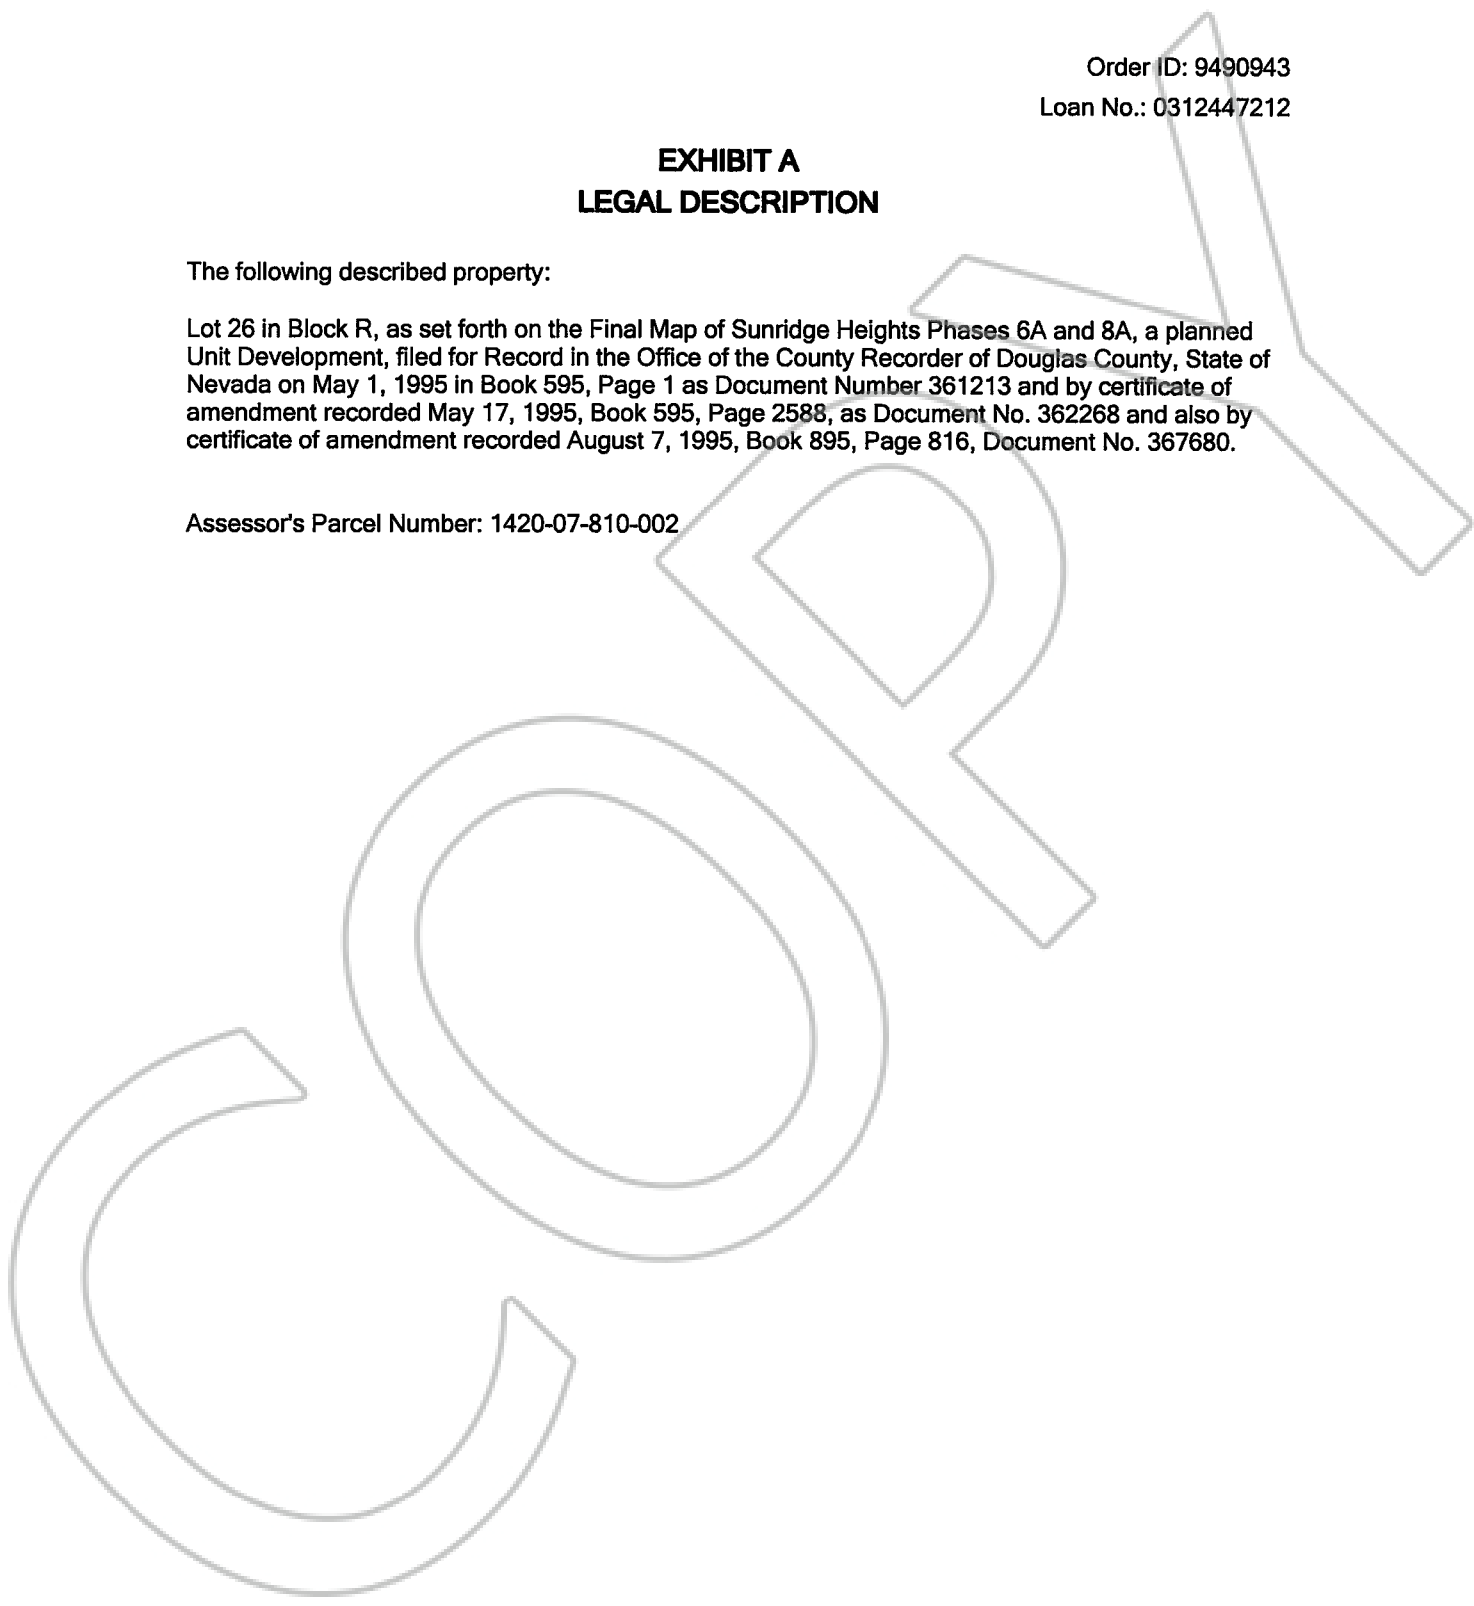 Order ID: 9490943
Loan No.: 0312447212
EXHIBIT A
LEGAL DESCRIPTION
The following described property:
Lot 26 in Block R, as set forth on the Final Map of Sunridge Heights Phases 6A and 8A, a planned
Unit Development, filed for Record in the Office of the County Recorder of Douglas County, State of
Nevada on May 1, 1995 in Book 595, Page 1 as Document Number 361213 and by certificate of
amendment recorded May 17, 1995, Book 595, Page 2588, as Document No. 362268 and also by
certificate of amendment recorded August 7, 1995, Book 895, Page 816, Document No. 367680.
Assessor's Parcel Number: 1420-07-810-002
COPY